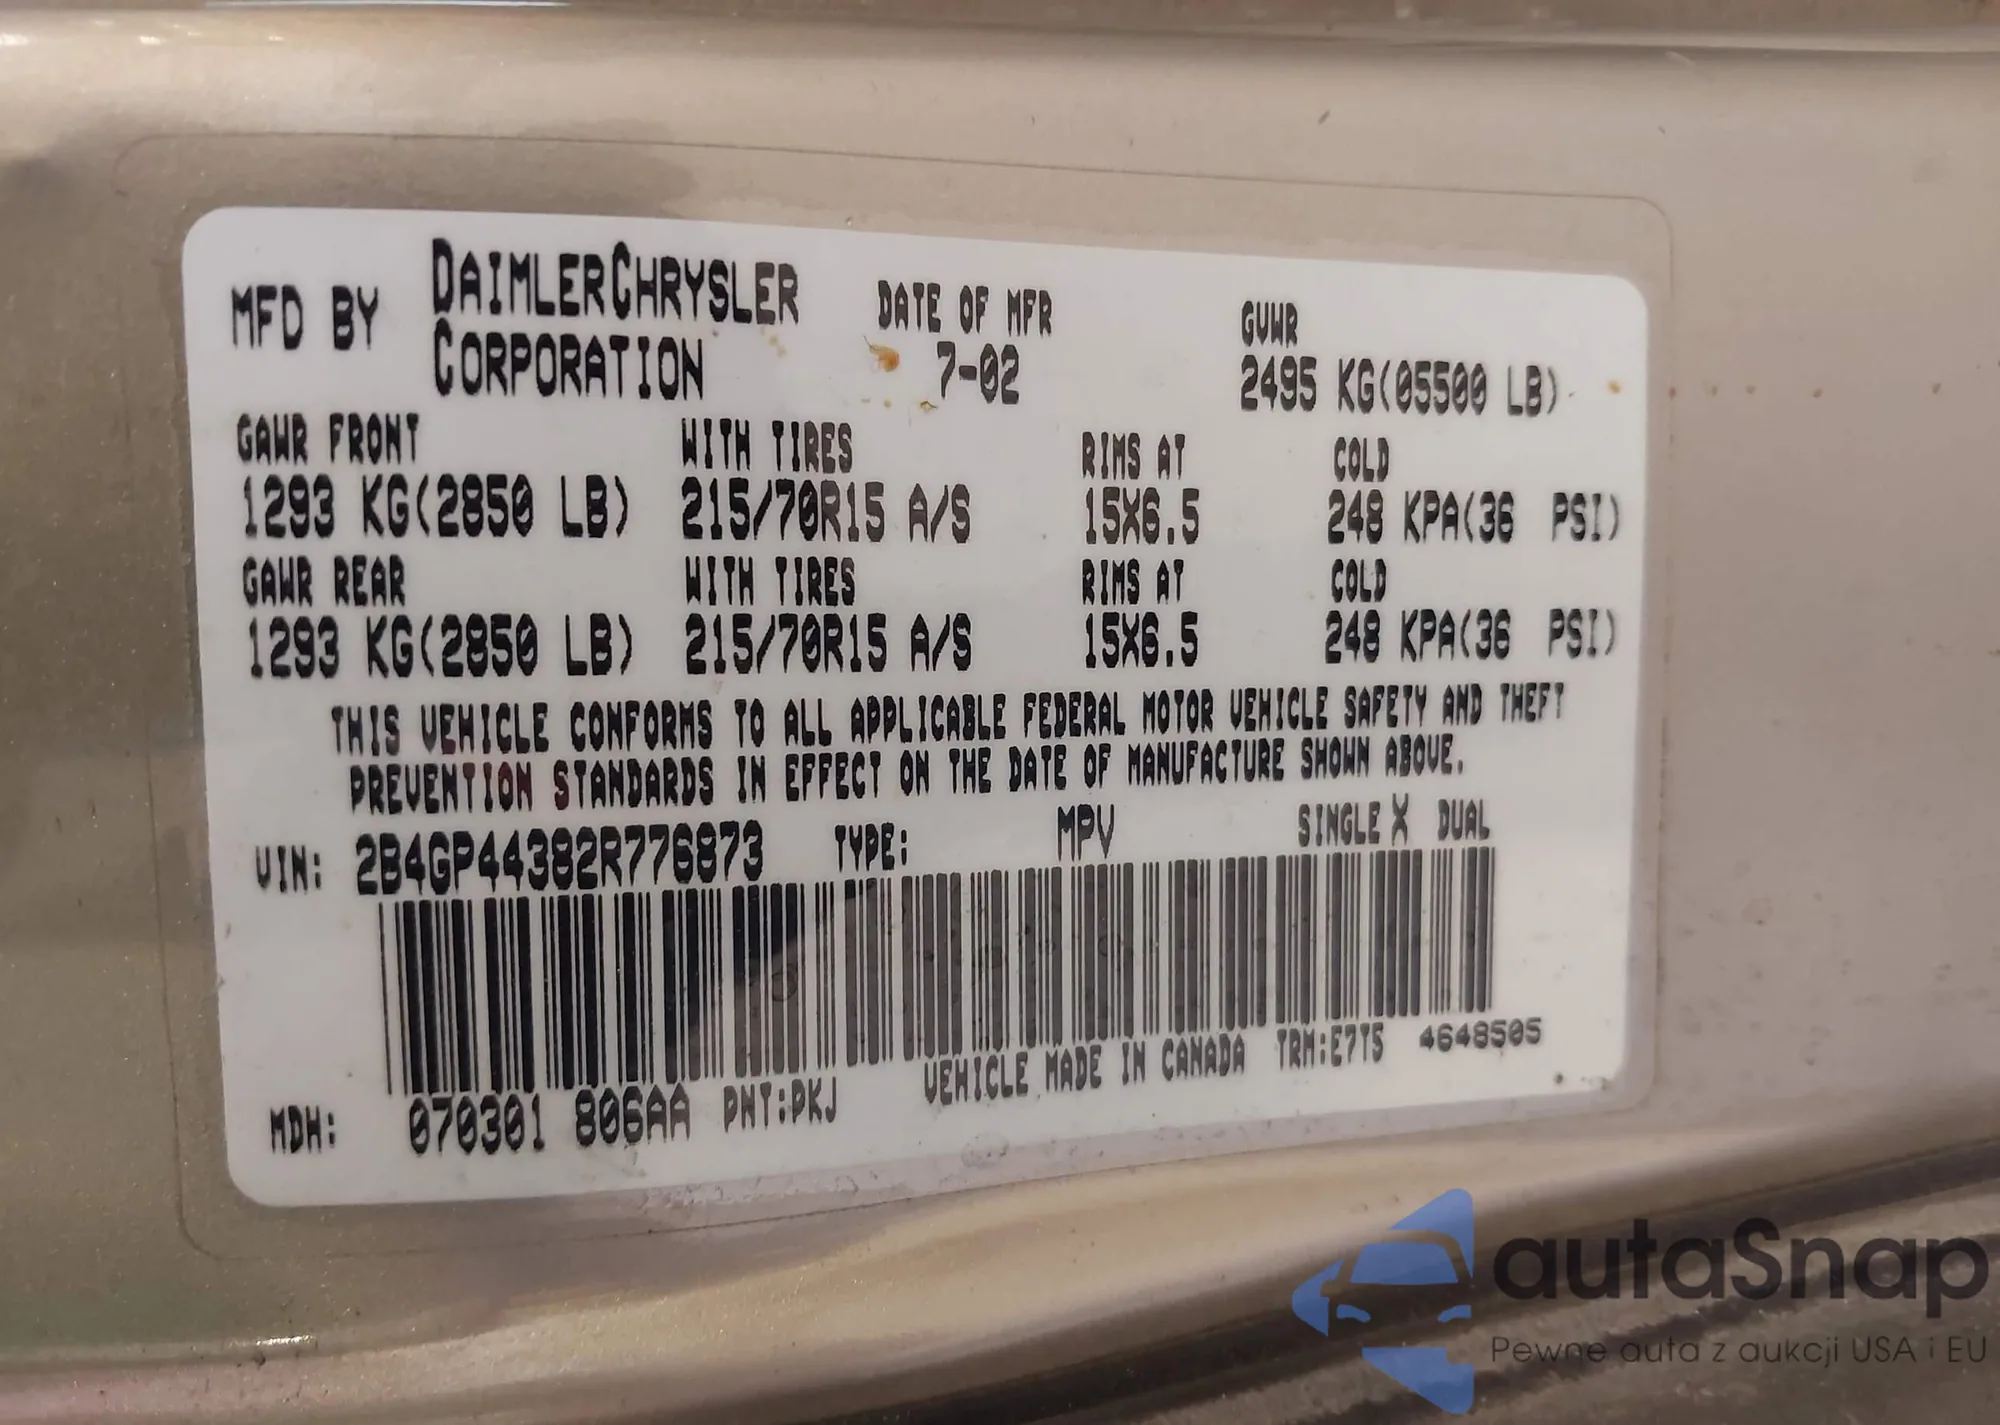 MFD BY DAIMLERCHRYSLER CORPORATION DATE OF MFR 7-02 GVWR 2495 KG(05500 LB)
GAWR FRONT WITH TIRES RIMS AT COLD
1293 KG(2850 LB) 215/70R15 A/S 15X6.5 248 KPA(36 PSI)
GAWR REAR WITH TIRES RIMS AT COLD
1293 KG(2850 LB) 215/70R15 A/S 15X6.5 248 KPA(36 PSI)
THIS VEHICLE CONFORMS TO ALL APPLICABLE FEDERAL MOTOR VEHICLE SAFETY AND THEFT
PREVENTION STANDARDS IN EFFECT ON THE DATE OF MANUFACTURE SHOWN ABOVE.
VIN: 2B4GP44382R776873 TYPE: MPV SINGLE X DUAL
MDH: 070301 806AA PNT:PKJ VEHICLE MADE IN CANADA TRM:E7T5 4648505
autaSnap
Pewne auta z aukcji USA i EU